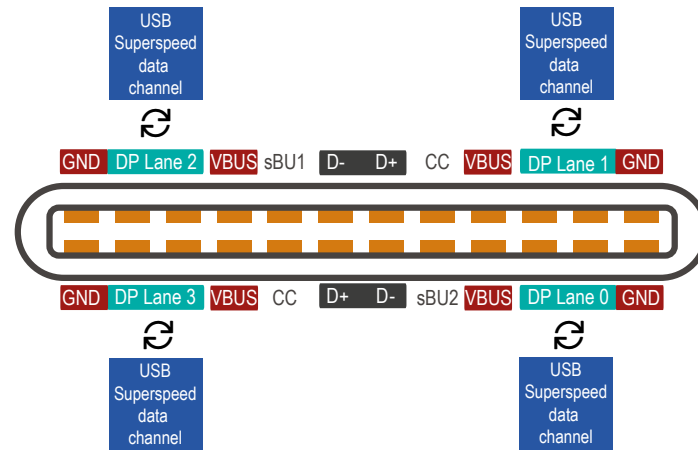 USB USB
Superspeed Superspeed
data data
channel channel
GND DP Lane 2 VBUS sBU1 D- D+ CC VBUS DP Lane 1 GND
GND DP Lane 3 VBUS CC D+ D- sBU2 VBUS DP Lane 0 GND
USB USB
Superspeed Superspeed
data data
channel channel